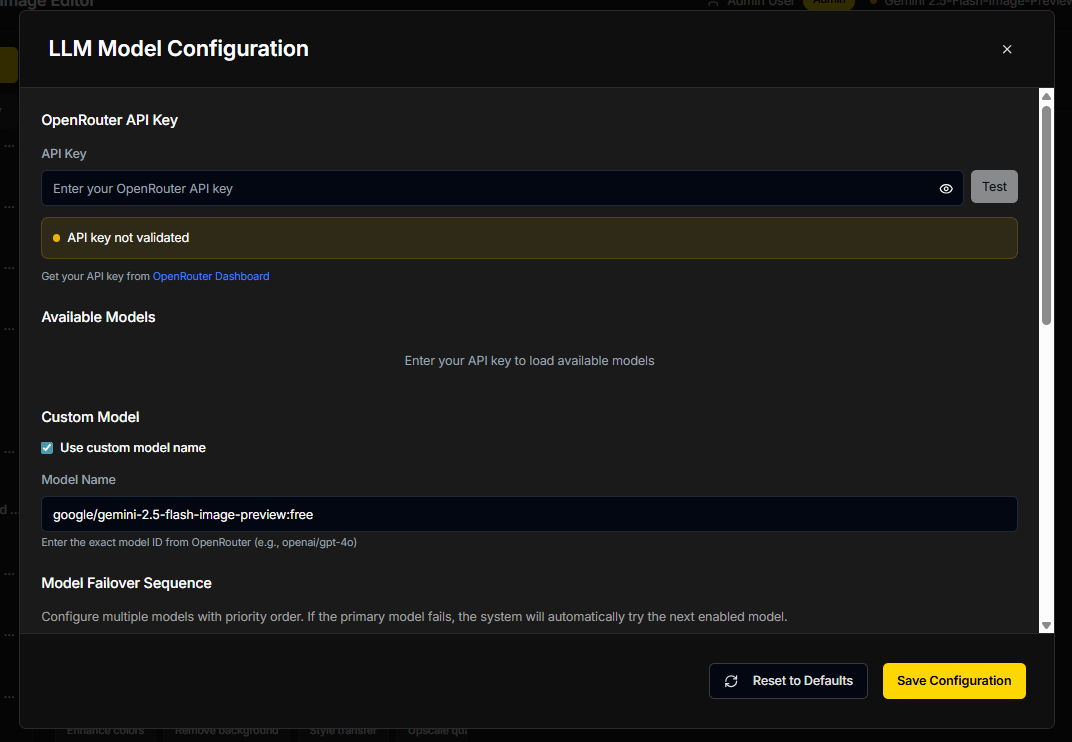 Image Editor
Admin User
Admin
Gemini 2.5-Flash-Image-Preview
LLM Model Configuration
OpenRouter API Key
API Key
Enter your OpenRouter API key
Test
API key not validated
Get your API key from OpenRouter Dashboard
Available Models
Enter your API key to load available models
Custom Model
Use custom model name
Model Name
google/gemini-2.5-flash-image-preview:free
Enter the exact model ID from OpenRouter (e.g., openai/gpt-4o)
Model Failover Sequence
Configure multiple models with priority order. If the primary model fails, the system will automatically try the next enabled model.
Reset to Defaults
Save Configuration
Enhance colors
Remove background
Style transfer
Upscale qui